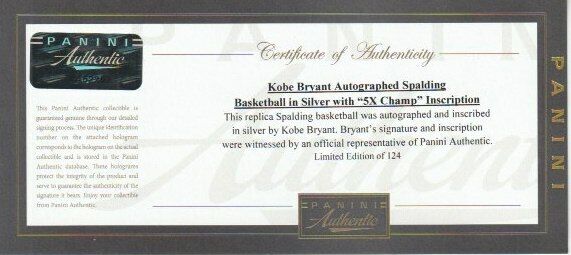 PANINI
Authentic
Certificate of Authenticity
Kobe Bryant Autographed Spalding
Basketball in Silver with “5X Champ” Inscription
This replica Spalding basketball was autographed and inscribed
in silver by Kobe Bryant. Bryant’s signature and inscription
were witnessed by an official representative of Panini Authentic.
Limited Edition of 124
This Panini Authentic collectible is
guaranteed genuine through our detailed
signing process. The unique identification
number on the attached hologram
corresponds to the hologram on the actual
collectible and is stored in the Panini
Authentic database. These holograms
protect the integrity of the product and
serve to guarantee the authenticity of the
signature it bears. Enjoy your collectible
from Panini Authentic.
PANINI
Authentic
PANINI